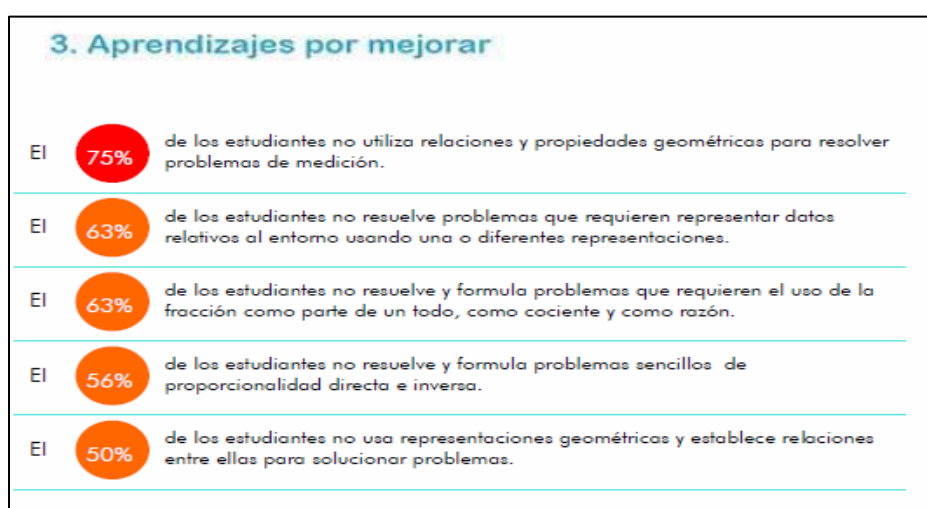 3. Aprendizajes por mejorar
El 75% de los estudiantes no utiliza relaciones y propiedades geométricas para resolver
problemas de medición.
El 63% de los estudiantes no resuelve problemas que requieren representar datos
relativos al entorno usando una o diferentes representaciones.
El 63% de los estudiantes no resuelve y formula problemas que requieren el uso de la
fracción como parte de un todo, como cociente y como razón.
El 56% de los estudiantes no resuelve y formula problemas sencillos de
proporcionalidad directa e inversa.
El 50% de los estudiantes no usa representaciones geométricas y establece relaciones
entre ellas para solucionar problemas.